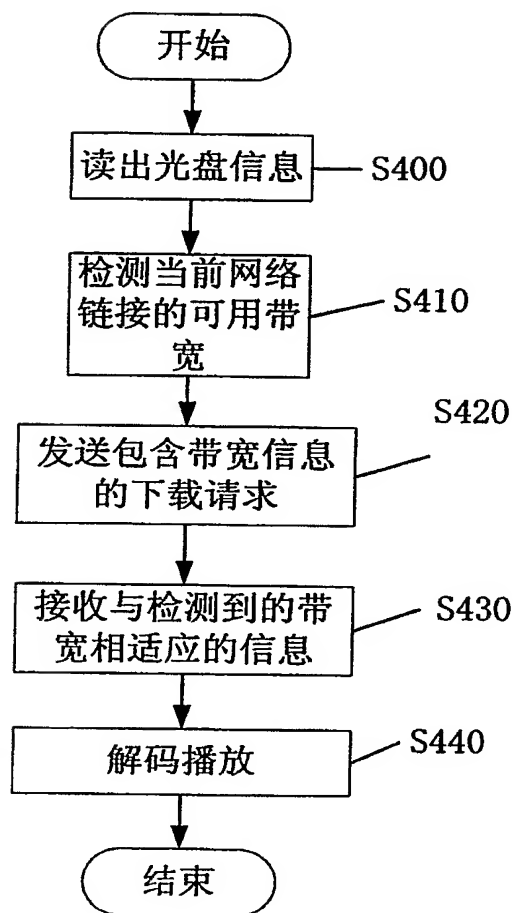 开始
读出光盘信息
S400
检测当前网络
链接的可用带
宽
S410
发送包含带宽信息
的下载请求
S420
接收与检测到的带
宽相适应的信息
S430
解码播放
S440
结束